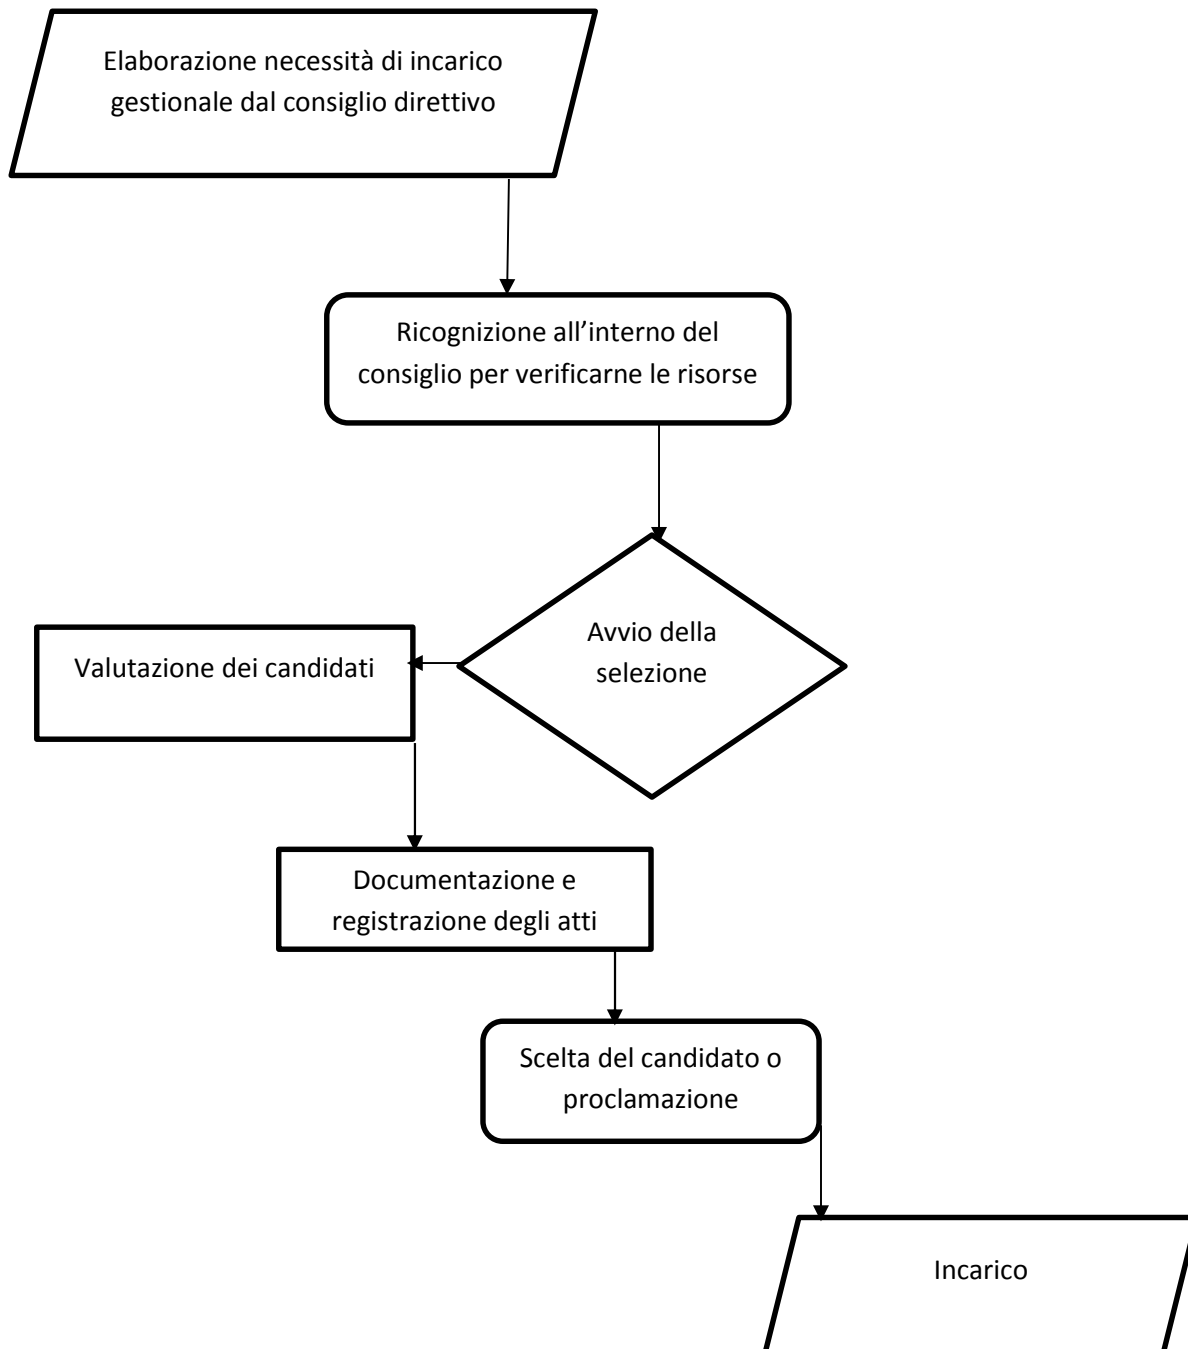 Elaborazione necessità di incarico
gestionale dal consiglio direttivo
Ricognizione all’interno del
consiglio per verificarne le risorse
Avvio della
selezione
Valutazione dei candidati
Documentazione e
registrazione degli atti
Scelta del candidato o
proclamazione
Incarico